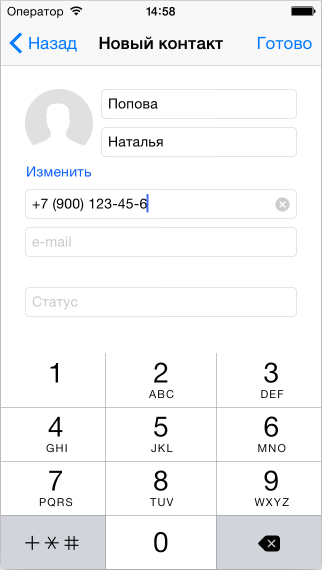 Оператор 14:58
Назад Новый контакт Готово
Попова
Наталья
Изменить
+7 (900) 123-45-6
e-mail
Статус
1 2 3
ABC DEF
4 5 6
GHI JKL MNO
7 8 9
PQRS TUV WXYZ
+*# 0